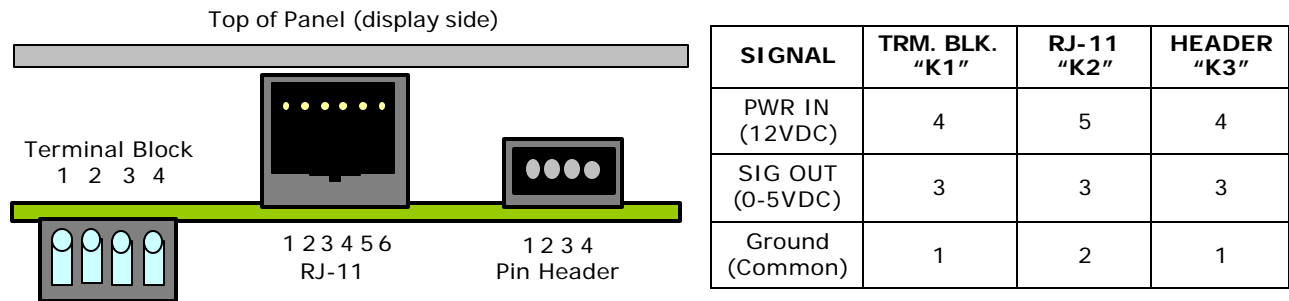 Top of Panel (display side)
Terminal Block
1 2 3 4
1 2 3 4 5 6
RJ-11
1 2 3 4
Pin Header
SIGNAL TRM. BLK. "K1" RJ-11 "K2" HEADER "K3"
PWR IN (12VDC) 4 5 4
SIG OUT (0-5VDC) 3 3 3
Ground (Common) 1 2 1